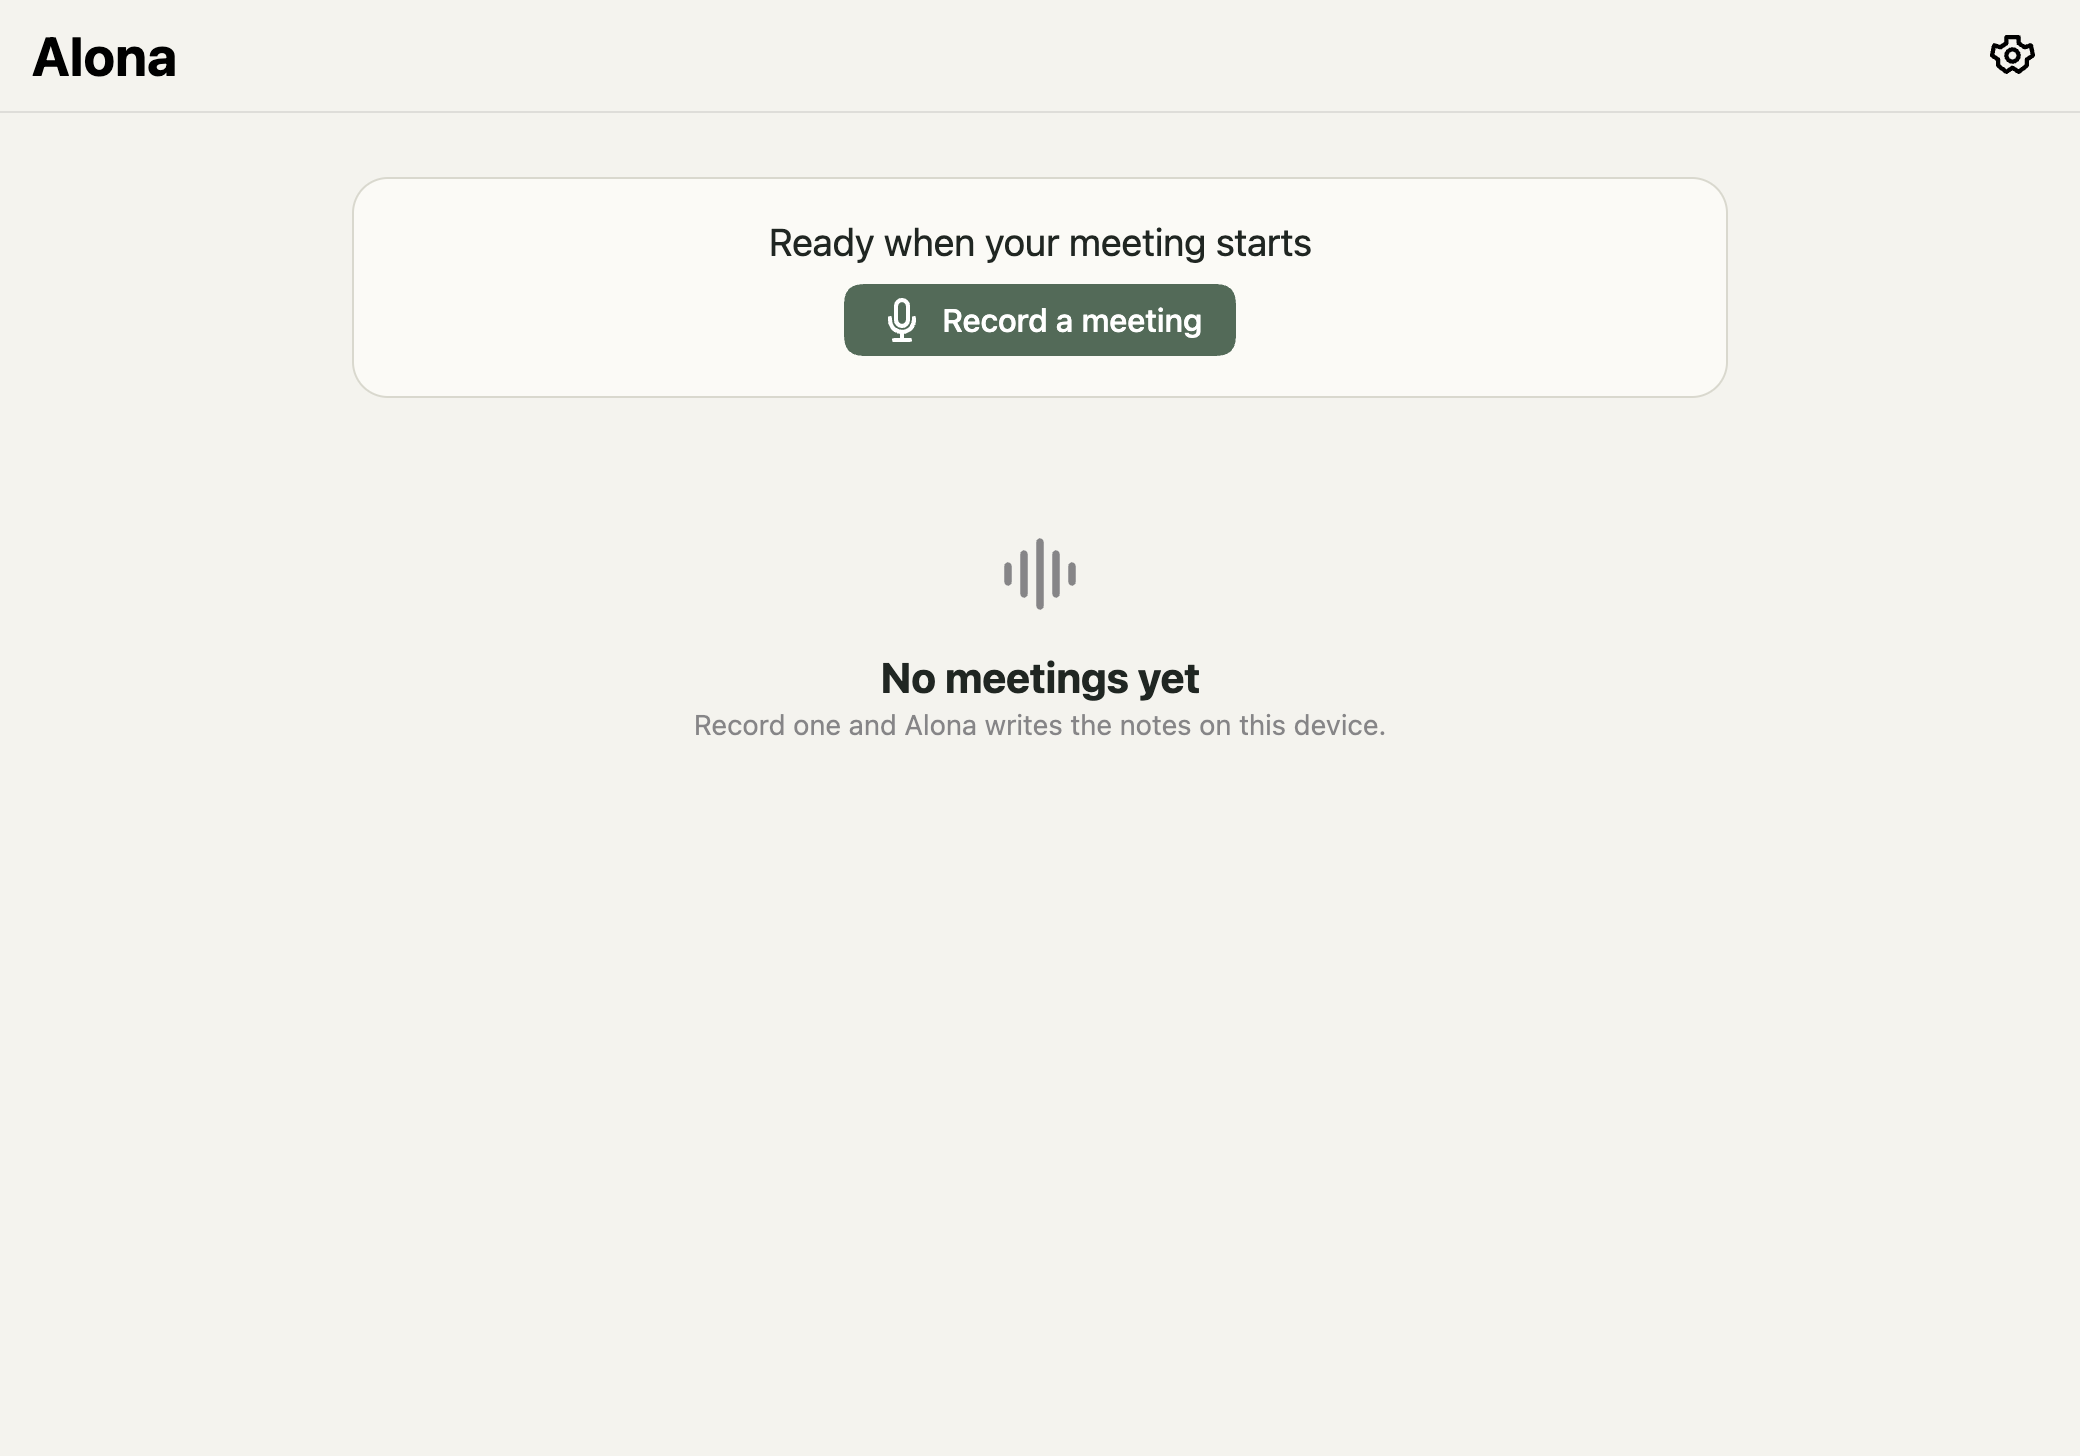 Alona
Ready when your meeting starts
Record a meeting
No meetings yet
Record one and Alona writes the notes on this device.